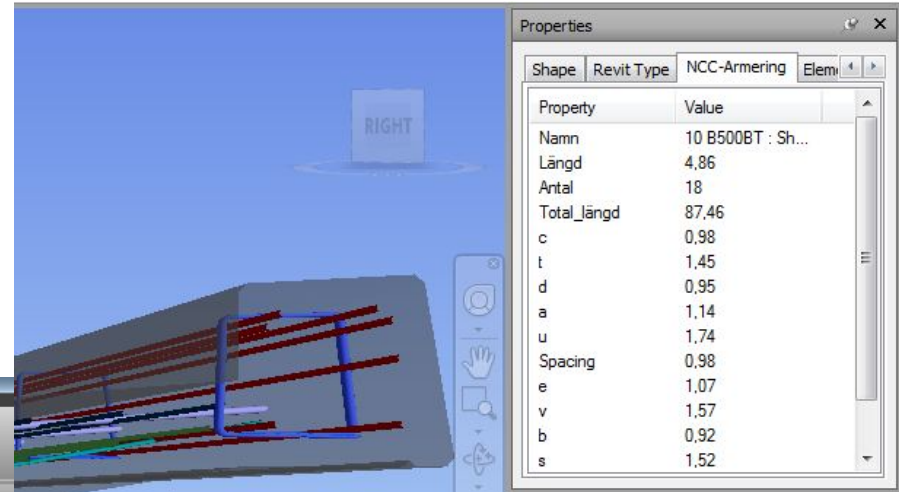 RIGHT
Properties
Shape Revit Type NCC-Armering Elem
Property Value
Namn 10 B500BT : Sh...
Längd 4,86
Antal 18
Total_längd 87,46
c 0,98
t 1,45
d 0,95
a 1,14
u 1,74
Spacing 0,98
e 1,07
v 1,57
b 0,92
s 1,52